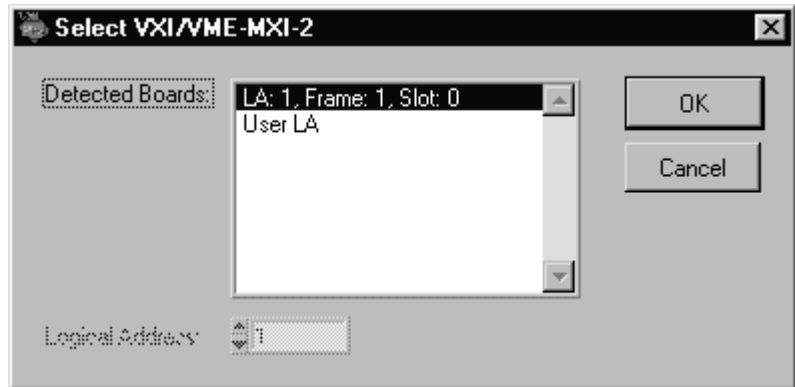 Select VXI/VME-MXI-2
Detected Boards:
LA: 1, Frame: 1, Slot: 0
User LA
OK
Cancel
Logical Address:
1